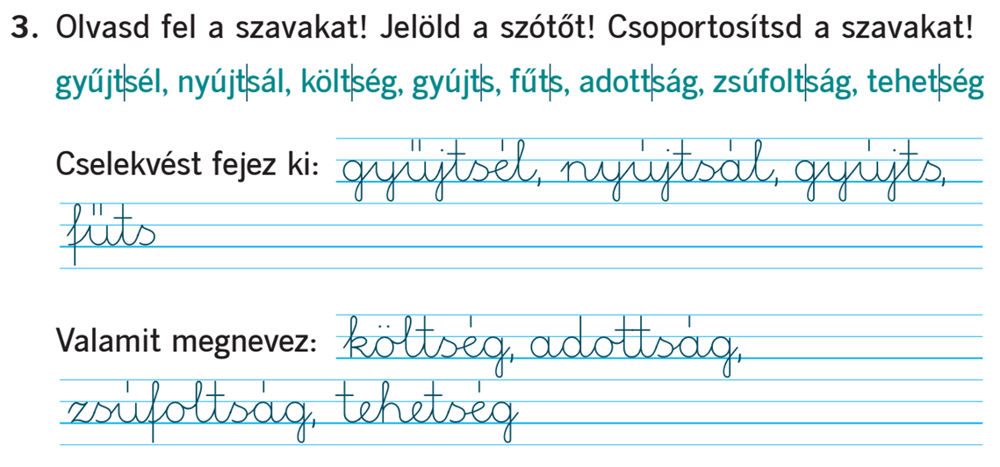 3. Olvasd fel a szavakat! Jelöld a szótőt! Csoportosítsd a szavakat!
gyűjt|sél, nyújt|sál, költ|ség, gyújt|s, fűt|s, adott|ság, zsúfolt|ság, tehet|ség
Cselekvést fejez ki: gyűjtsél, nyújtsál, gyújts,
fűts
Valamit megnevez: költség, adottság,
zsúfoltság, tehetség